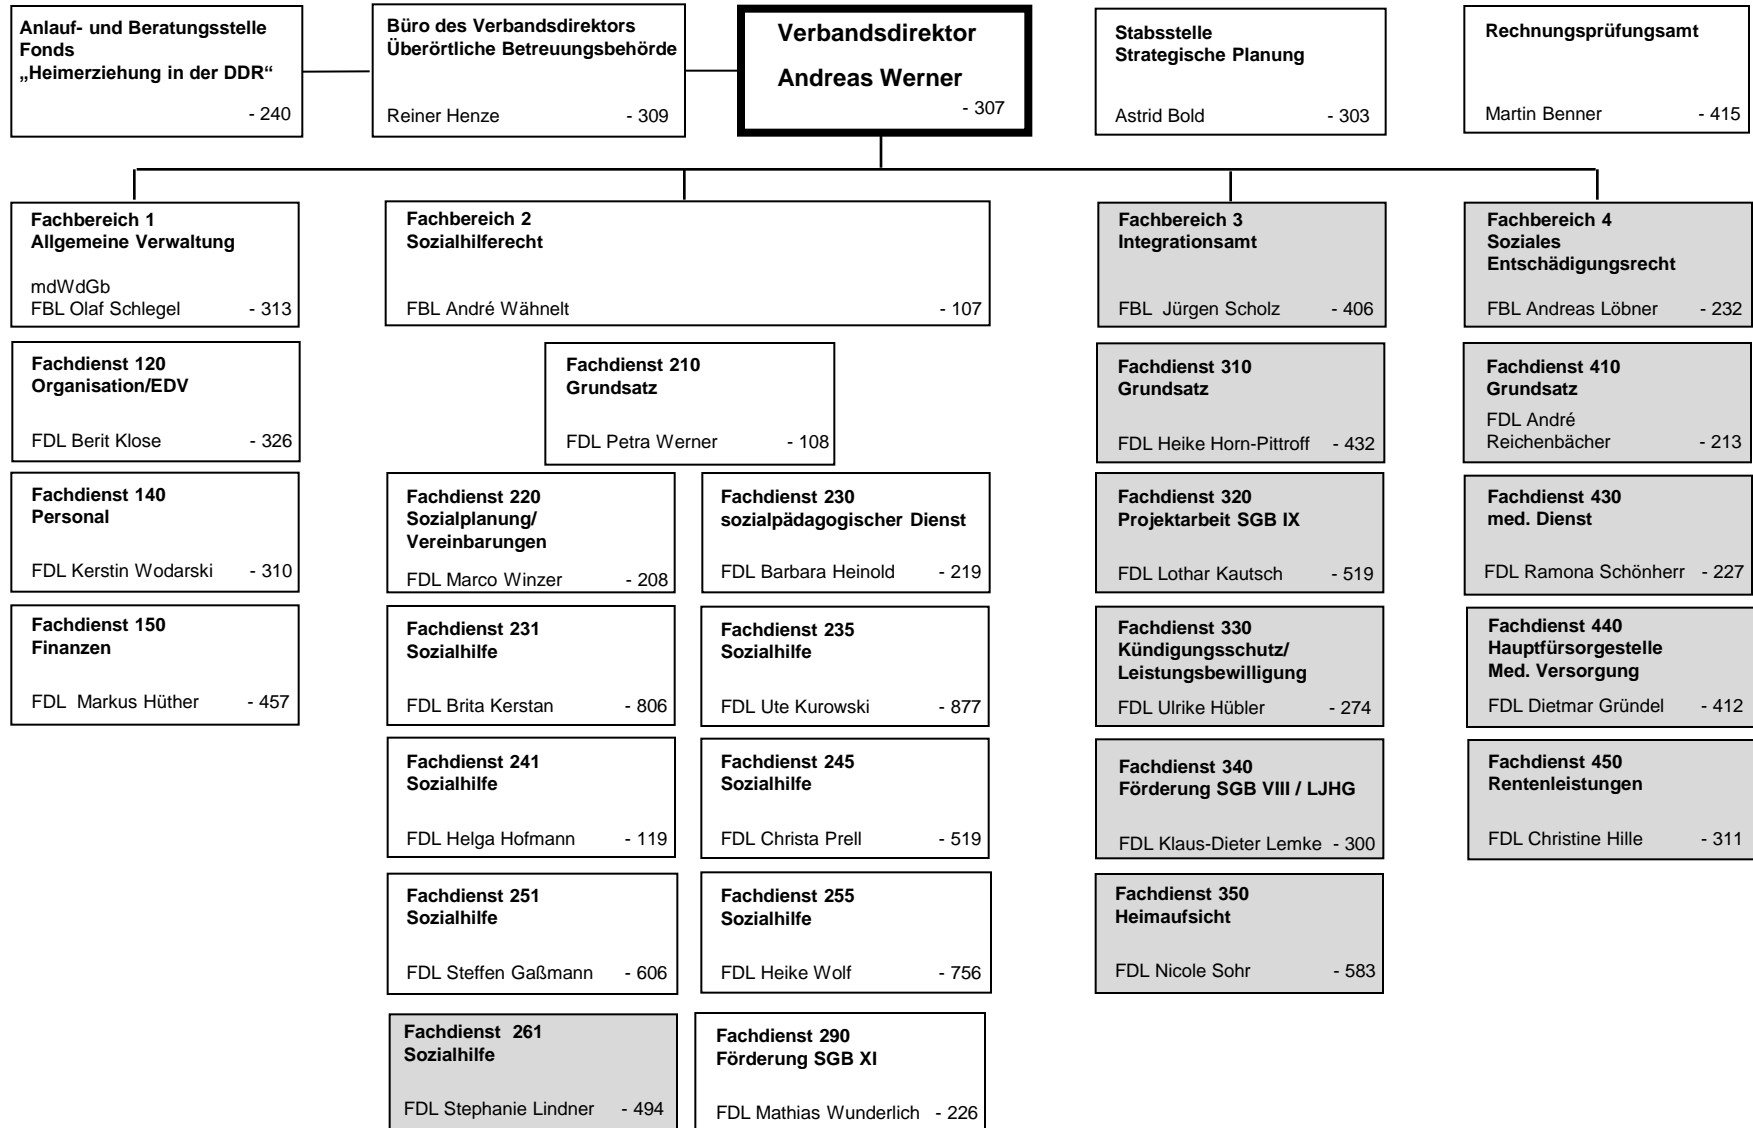 Anlauf- und Beratungsstelle
Fonds
„Heimerziehung in der DDR“
- 240
Büro des Verbandsdirektors
Überörtliche Betreuungsbehörde
Reiner Henze - 309
Verbandsdirektor
Andreas Werner
- 307
Stabsstelle
Strategische Planung
Astrid Bold - 303
Rechnungsprüfungsamt
Martin Benner - 415
Fachbereich 1
Allgemeine Verwaltung
mdWdGb
FBL Olaf Schlegel - 313
Fachbereich 2
Sozialhilferecht
FBL André Wähnelt - 107
Fachbereich 3
Integrationsamt
FBL Jürgen Scholz - 406
Fachbereich 4
Soziales
Entschädigungsrecht
FBL Andreas Löbner - 232
Fachdienst 120
Organisation/EDV
FDL Berit Klose - 326
Fachdienst 210
Grundsatz
FDL Petra Werner - 108
Fachdienst 310
Grundsatz
FDL Heike Horn-Pittroff - 432
Fachdienst 410
Grundsatz
FDL André
Reichenbächer - 213
Fachdienst 140
Personal
FDL Kerstin Wodarski - 310
Fachdienst 220
Sozialplanung/
Vereinbarungen
FDL Marco Winzer - 208
Fachdienst 230
sozialpädagogischer Dienst
FDL Barbara Heinold - 219
Fachdienst 320
Projektarbeit SGB IX
FDL Lothar Kautsch - 519
Fachdienst 430
med. Dienst
FDL Ramona Schönherr - 227
Fachdienst 150
Finanzen
FDL Markus Hüther - 457
Fachdienst 231
Sozialhilfe
FDL Brita Kerstan - 806
Fachdienst 235
Sozialhilfe
FDL Ute Kurowski - 877
Fachdienst 330
Kündigungsschutz/
Leistungsbewilligung
FDL Ulrike Hübler - 274
Fachdienst 440
Hauptfürsorgestelle
Med. Versorgung
FDL Dietmar Gründel - 412
Fachdienst 241
Sozialhilfe
FDL Helga Hofmann - 119
Fachdienst 245
Sozialhilfe
FDL Christa Prell - 519
Fachdienst 340
Förderung SGB VIII / LJHG
FDL Klaus-Dieter Lemke - 300
Fachdienst 450
Rentenleistungen
FDL Christine Hille - 311
Fachdienst 251
Sozialhilfe
FDL Steffen Gaßmann - 606
Fachdienst 255
Sozialhilfe
FDL Heike Wolf - 756
Fachdienst 350
Heimaufsicht
FDL Nicole Sohr - 583
Fachdienst 261
Sozialhilfe
FDL Stephanie Lindner - 494
Fachdienst 290
Förderung SGB XI
FDL Mathias Wunderlich - 226